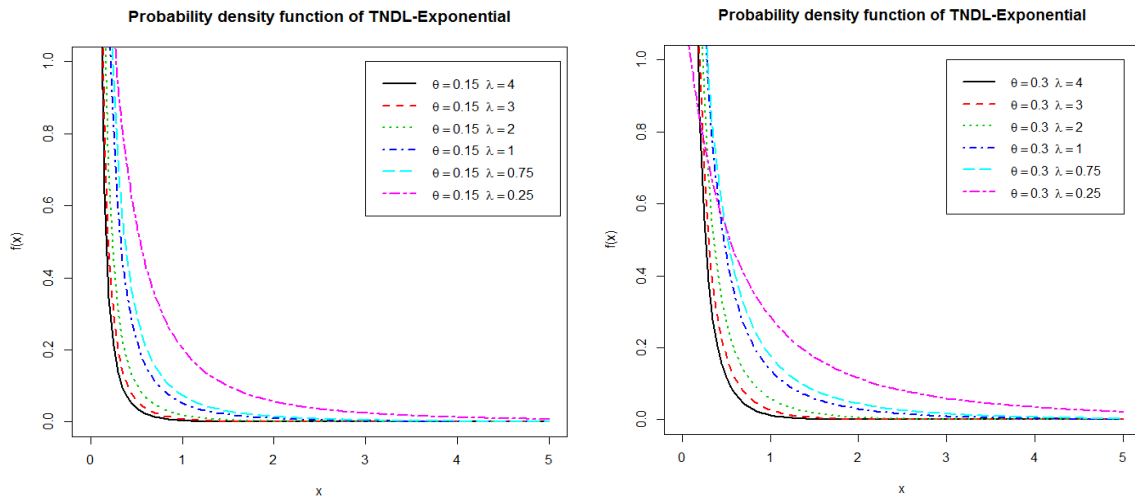 Probability density function of TNDL-Exponential
f(x)
1.0
0.8
0.6
0.4
0.2
0.0
θ = 0.15 λ = 4
θ = 0.15 λ = 3
θ = 0.15 λ = 2
θ = 0.15 λ = 1
θ = 0.15 λ = 0.75
θ = 0.15 λ = 0.25
0 1 2 3 4 5
x
Probability density function of TNDL-Exponential
f(x)
1.0
0.8
0.6
0.4
0.2
0.0
θ = 0.3 λ = 4
θ = 0.3 λ = 3
θ = 0.3 λ = 2
θ = 0.3 λ = 1
θ = 0.3 λ = 0.75
θ = 0.3 λ = 0.25
0 1 2 3 4 5
x